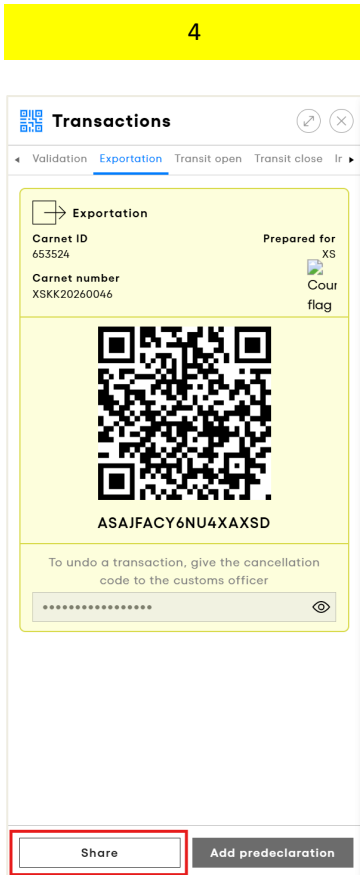 4
Transactions
Validation Exportation Transit open Transit close Ir
Exportation
Carnet ID
653524
Prepared for
XS
Carnet number
XSKK20260046
Cour
flag
ASAJFACY6NU4XAXSD
To undo a transaction, give the cancellation
code to the customs officer
•••••••••••••••••
Share
Add predeclaration